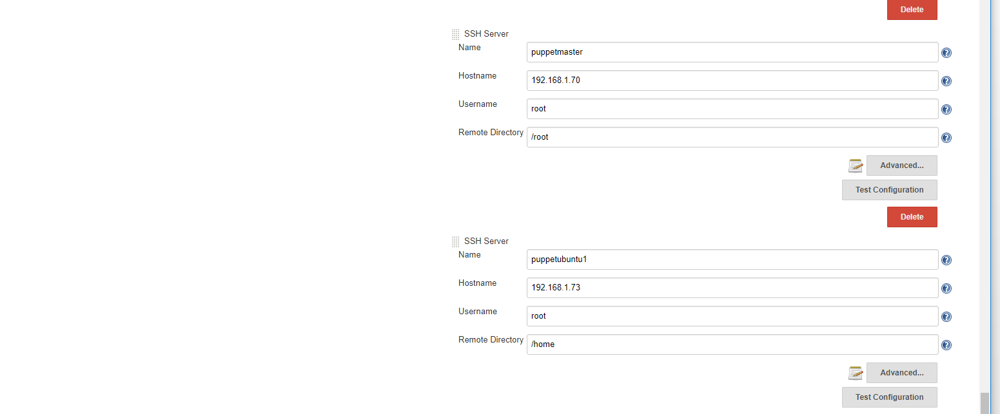 Delete
SSH Server
Name puppetmaster
Hostname 192.168.1.70
Username root
Remote Directory /root
Advanced...
Test Configuration
Delete
SSH Server
Name puppetubuntu1
Hostname 192.168.1.73
Username root
Remote Directory /home
Advanced...
Test Configuration